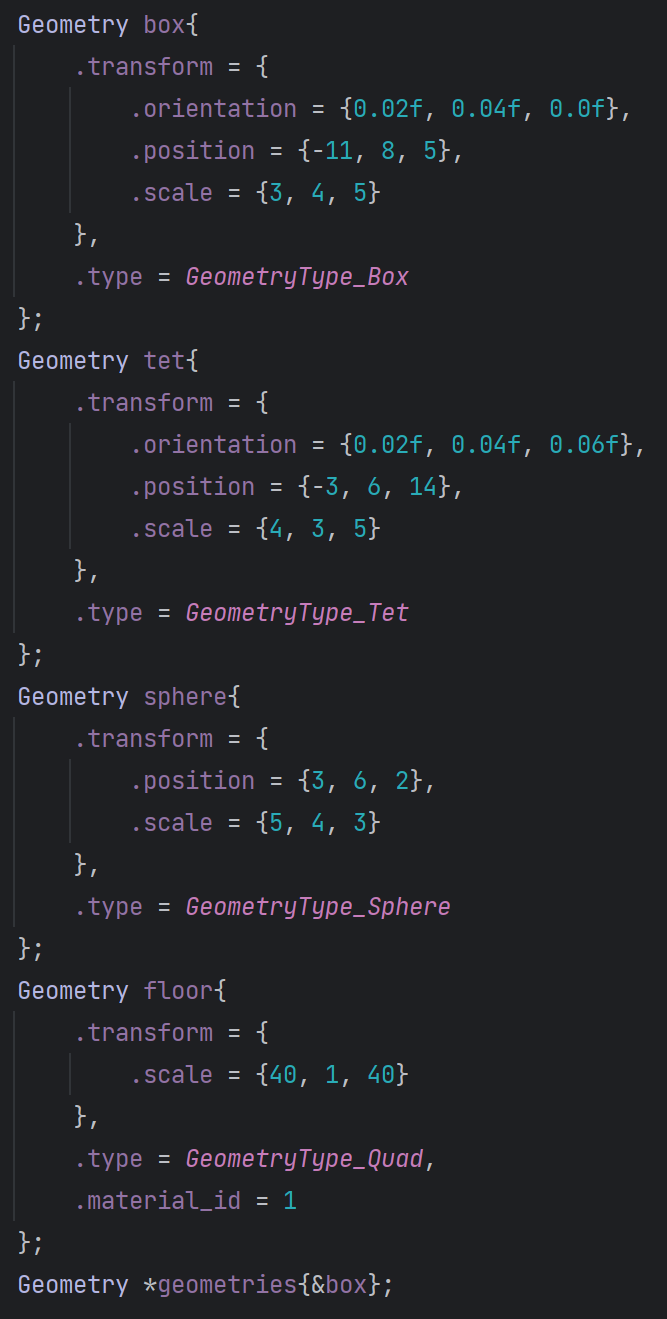 Geometry box{
    .transform = {
        .orientation = {0.02f, 0.04f, 0.0f},
        .position = {-11, 8, 5},
        .scale = {3, 4, 5}
    },
    .type = GeometryType_Box
};
Geometry tet{
    .transform = {
        .orientation = {0.02f, 0.04f, 0.06f},
        .position = {-3, 6, 14},
        .scale = {4, 3, 5}
    },
    .type = GeometryType_Tet
};
Geometry sphere{
    .transform = {
        .position = {3, 6, 2},
        .scale = {5, 4, 3}
    },
    .type = GeometryType_Sphere
};
Geometry floor{
    .transform = {
        .scale = {40, 1, 40}
    },
    .type = GeometryType_Quad,
    .material_id = 1
};
Geometry *geometries{&box};